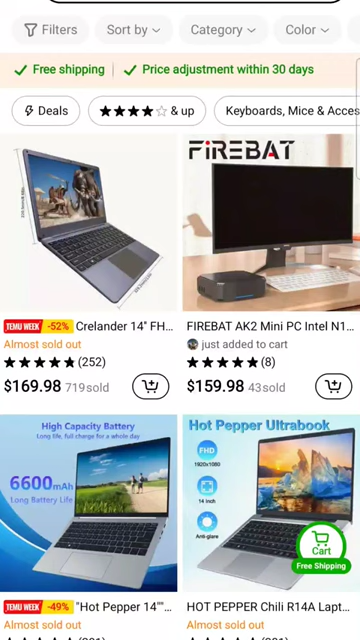 Filters
Sort by
Category
Color
Free shipping
Price adjustment within 30 days
Deals
& up
Keyboards, Mice & Acces
FIREBAT
TEMU WEEK -52% Crelander 14" FH...
Almost sold out
(252)
$169.98 719sold
FIREBAT AK2 Mini PC Intel N1...
just added to cart
(8)
$159.98 43sold
High Capacity Battery
Long life, full charge for a whole day
6600mAh
Long Battery Life
Hot Pepper Ultrabook
FHD
1920x1080
14 inch
Anti-glare
Cart
Free Shipping
TEMU WEEK -49% "Hot Pepper 14""...
Almost sold out
HOT PEPPER Chili R14A Lapt...
Almost sold out